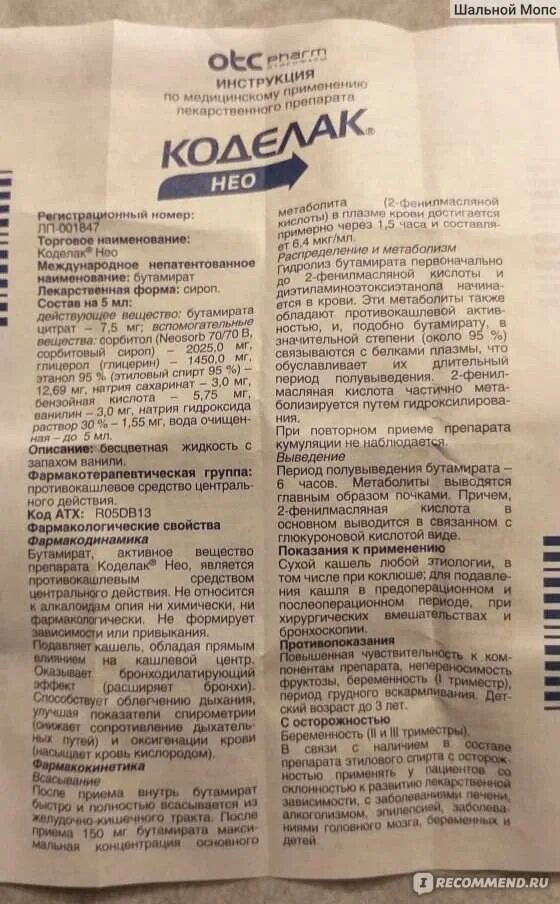 Шальной Мопс
otc pharm
ИНСТРУКЦИЯ
по медицинскому применению
лекарственного препарата
КОДЕЛАК®
НЕО
Регистрационный номер:
ЛП-001847
Торговое наименование:
Коделак® Нео
Международное непатентованное
наименование: бутамират
Лекарственная форма: сироп.
Состав на 5 мл:
действующее вещество: бутамирата
цитрат – 7,5 мг; вспомогательные
вещества: сорбитол (Neosorb 70/70 В,
сорбитовый сироп) – 2025,0 мг,
глицерол (глицерин) – 1450,0 мг,
этанол 95 % (этиловый спирт 95 %) –
12,69 мг, натрия сахаринат – 3,0 мг,
бензойная кислота – 5,75 мг,
ванилин – 3,0 мг, натрия гидроксида
раствор 30 % – 1,55 мг, вода очищен-
ная – до 5 мл.
Описание: бесцветная жидкость с
запахом ванили.
Фармакотерапевтическая группа:
противокашлевое средство централь-
ного действия.
Код АТХ: R05DB13
Фармакологические свойства
Фармакодинамика
Бутамират, активное вещество
препарата Коделак® Нео, является
противокашлевым средством
центрального действия. Не относится
к алкалоидам опия ни химически, ни
фармакологически. Не формирует
зависимости или привыкания.
Подавляет кашель, обладая прямым
влиянием на кашлевой центр.
Оказывает бронходилатирующий
эффект (расширяет бронхи).
Способствует облегчению дыхания,
улучшая показатели спирометрии
(снижает сопротивление дыхатель-
ных путей) и оксигенации крови
(насыщает кровь кислородом).
Фармакокинетика
Всасывание
После приема внутрь бутамират
быстро и полностью всасывается из
желудочно-кишечного тракта. После
приема 150 мг бутамирата макси-
мальная концентрация основного
метаболита (2-фенилмасляной
кислоты) в плазме крови достигается
примерно через 1,5 часа и составля-
ет 6,4 мкг/мл.
Распределение и метаболизм
Гидролиз бутамирата первоначально
до 2-фенилмасляной кислоты и
диэтиламиноэтоксиэтанола начина-
ется в крови. Эти метаболиты также
обладают противокашлевой актив-
ностью, и, подобно бутамирату, в
значительной степени (около 95 %)
связываются с белками плазмы, что
обуславливает их длительный
период полувыведения. 2-фенил-
масляная кислота частично мета-
болизируется путем гидроксилирова-
ния.
При повторном приеме препарата
кумуляции не наблюдается.
Выведение
Период полувыведения бутамирата –
6 часов. Метаболиты выводятся
главным образом почками. Причем,
2-фенилмасляная кислота в
основном выводится в связанном с
глюкуроновой кислотой виде.
Показания к применению
Сухой кашель любой этиологии, в
том числе при коклюше; для подавления
кашля в предоперационном и
послеоперационном периоде, при
хирургических вмешательствах и
бронхоскопии.
Противопоказания
Повышенная чувствительность к ком-
понентам препарата, непереносимость
фруктозы, беременность (I триместр),
период грудного вскармливания. Дет-
ский возраст до 3 лет.
С осторожностью
Беременность (II и III триместры).
В связи с наличием в составе
препарата этилового спирта с осторож-
ностью применять у пациентов со
склонностью к развитию лекарственной
зависимости, с заболеваниями печени,
алкоголизмом, эпилепсией, заболева-
ниями головного мозга, беременных и
детей.
IRECOMMEND.RU